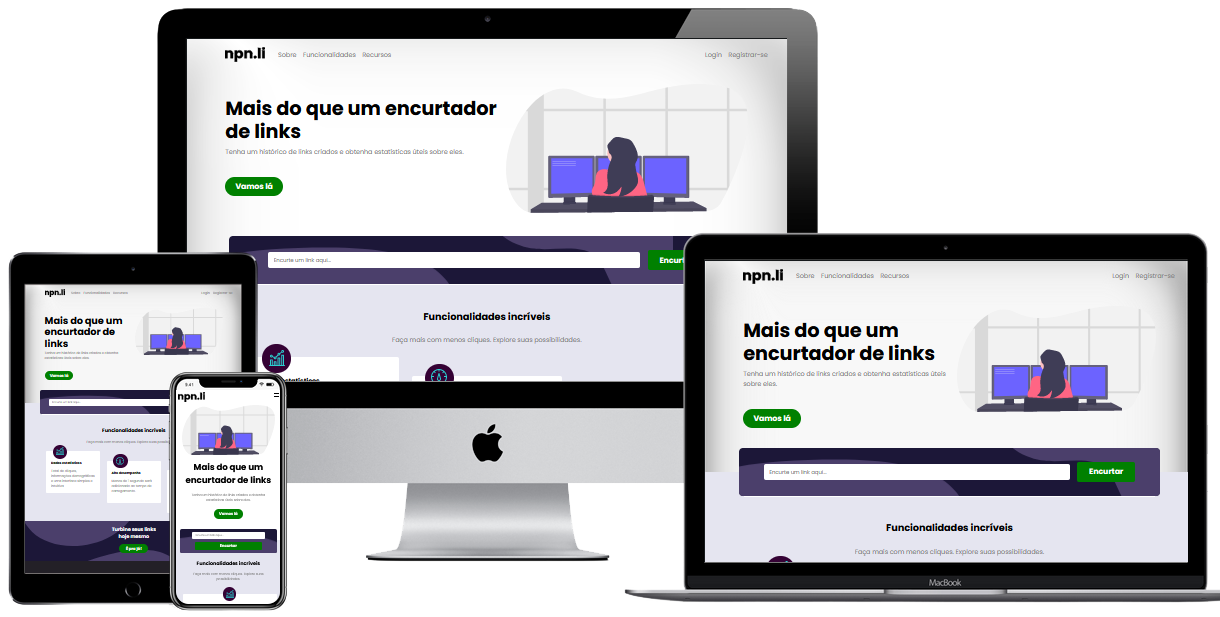 npn.li Sobre Funcionalidades Recursos Login Registrar-se
Mais do que um encurtador
de links
Tenha um histórico de links criados e obtenha estatísticas úteis sobre eles.
Vamos lá
Encurte um link aqui...
Funcionalidades incríveis
Faça mais com menos cliques. Explore suas possibilidades.
npn.li Sobre Funcionalidades Recursos Login
Mais do que um
encurtador de
links
Vamos lá
Funcionalidades incríveis
Turbine seus links
hoje mesmo
9:41
npn.li
Mais do que um
encurtador de links
Vamos lá
Encurtar
Funcionalidades incríveis
npn.li Sobre Funcionalidades Recursos Login Registrar-se
Mais do que um
encurtador de links
Tenha um histórico de links criados e obtenha estatísticas úteis
sobre eles.
Vamos lá
Encurte um link aqui... Encurtar
Funcionalidades incríveis
Faça mais com menos cliques. Explore suas possibilidades.
MacBook